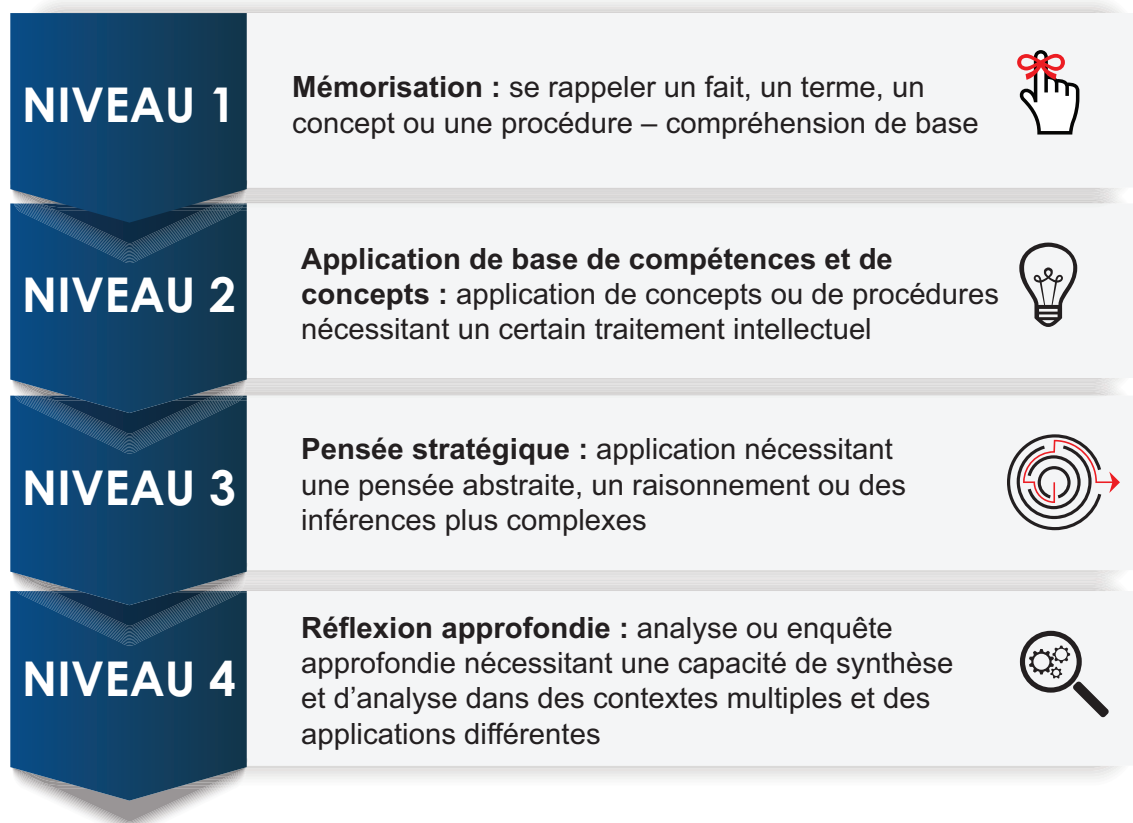 NIVEAU 1
Mémorisation : se rappeler un fait, un terme, un
concept ou une procédure – compréhension de base
NIVEAU 2
Application de base de compétences et de
concepts : application de concepts ou de procédures
nécessitant un certain traitement intellectuel
NIVEAU 3
Pensée stratégique : application nécessitant
une pensée abstraite, un raisonnement ou des
inférences plus complexes
NIVEAU 4
Réflexion approfondie : analyse ou enquête
approfondie nécessitant une capacité de synthèse
et d’analyse dans des contextes multiples et des
applications différentes